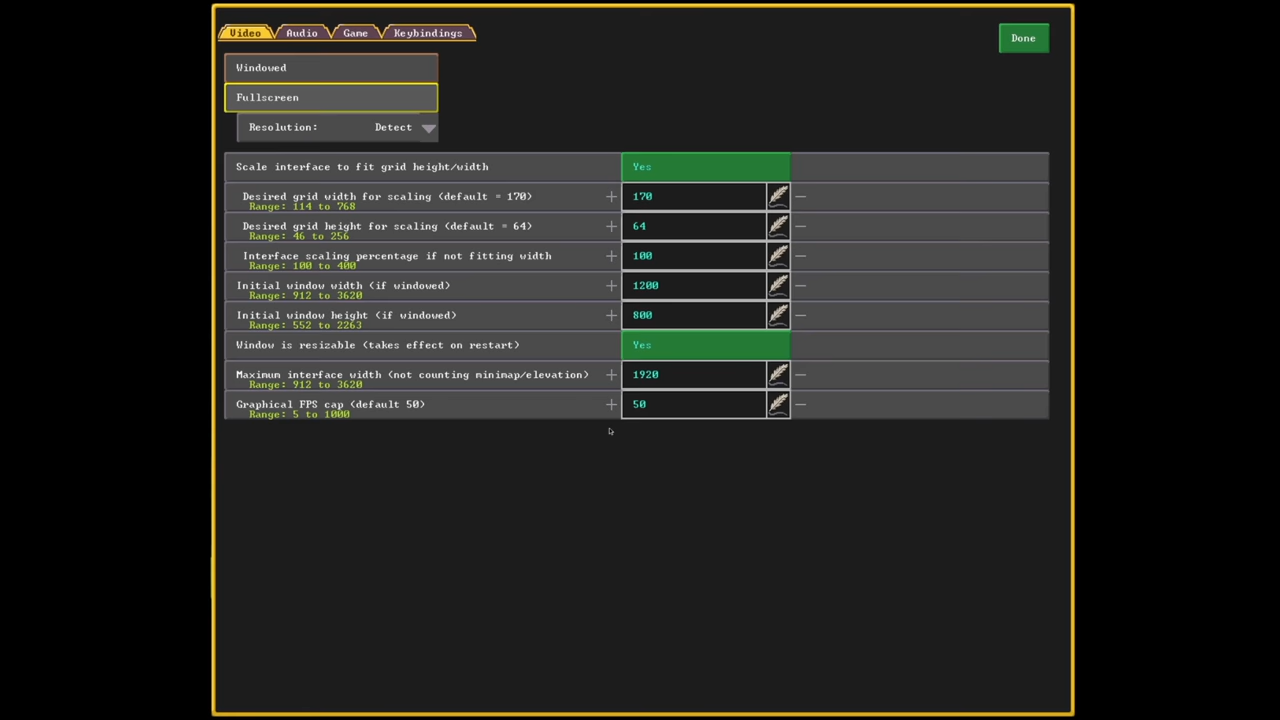 Video Audio Game Keybindings
Done
Windowed
Fullscreen
Resolution: Detect
Scale interface to fit grid height/width Yes
Desired grid width for scaling (default = 170) 170
Range: 114 to 768
Desired grid height for scaling (default = 64) 64
Range: 46 to 256
Interface scaling percentage if not fitting width 100
Range: 100 to 400
Initial window width (if windowed) 1200
Range: 912 to 3620
Initial window height (if windowed) 800
Range: 552 to 2263
Window is resizable (takes effect on restart) Yes
Maximum interface width (not counting minimap/elevation) 1920
Range: 912 to 3620
Graphical FPS cap (default 50) 50
Range: 5 to 1000